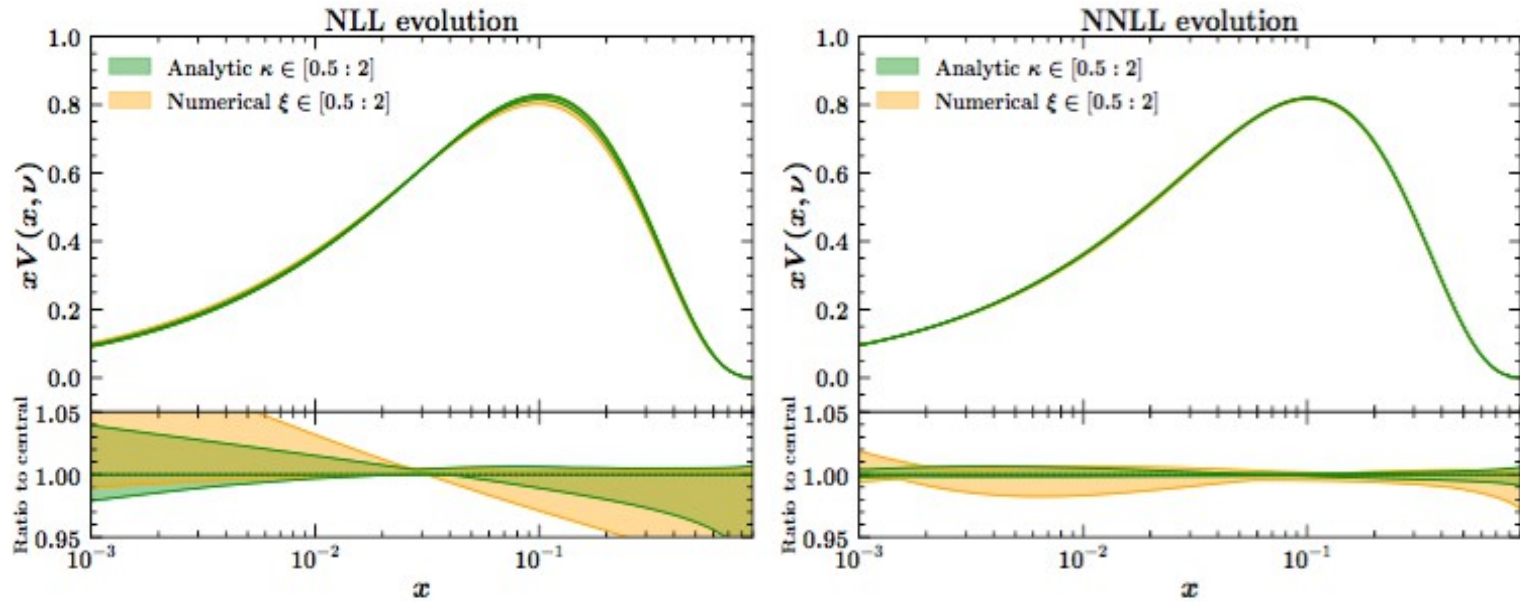 NLL evolution
1.0
0.8
0.6
0.4
0.2
0.0
xV(x, ν)
Analytic κ ∈ [0.5 : 2]
Numerical ξ ∈ [0.5 : 2]
1.05
1.00
0.95
Ratio to central
10⁻³
10⁻²
10⁻¹
x
NNLL evolution
1.0
0.8
0.6
0.4
0.2
0.0
xV(x, ν)
Analytic κ ∈ [0.5 : 2]
Numerical ξ ∈ [0.5 : 2]
1.05
1.00
0.95
Ratio to central
10⁻³
10⁻²
10⁻¹
x